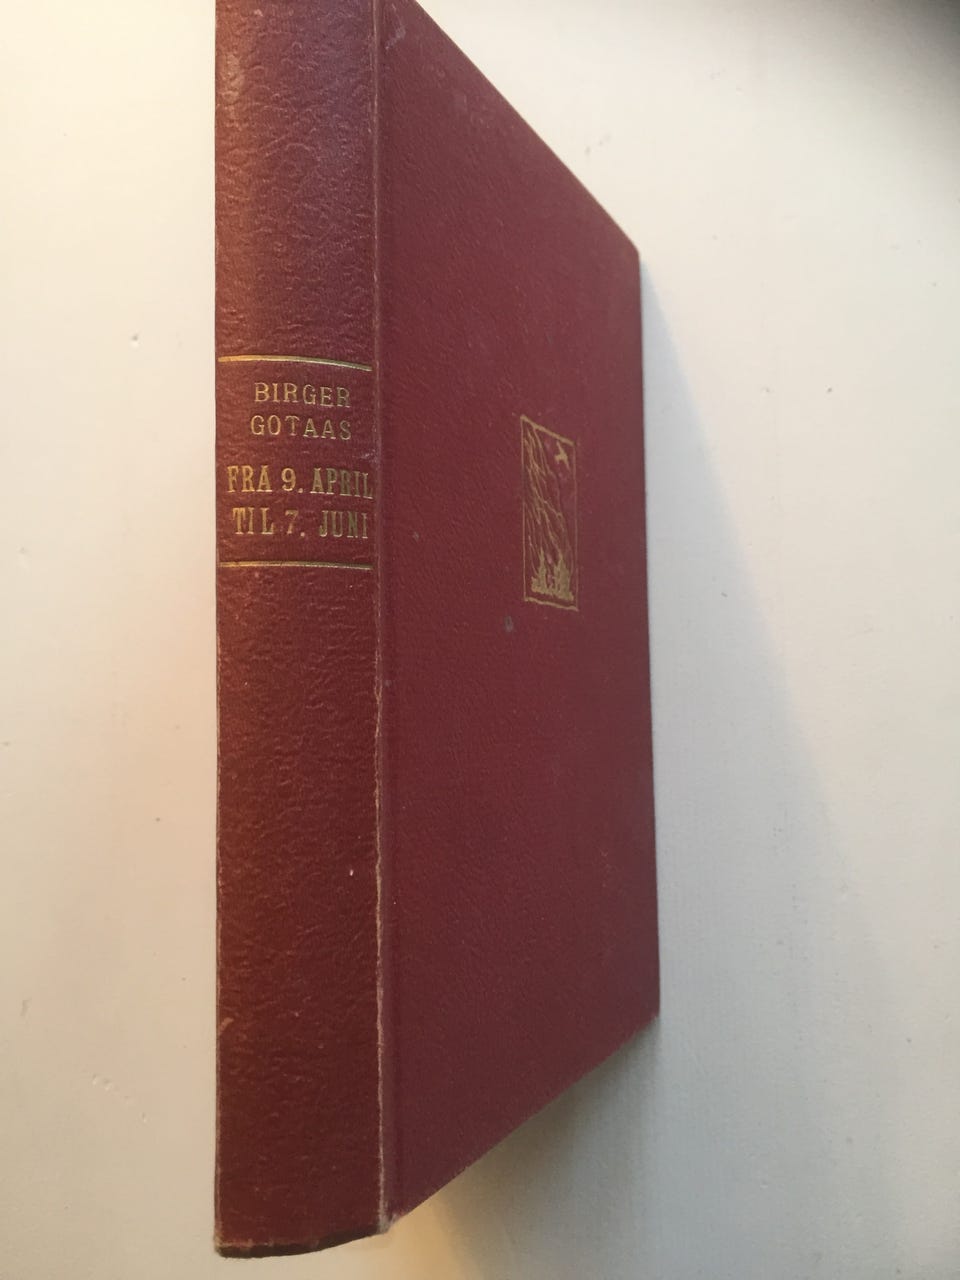 BIRGER
GOTAAS
FRA 9. APRIL
TIL 7. JUNI